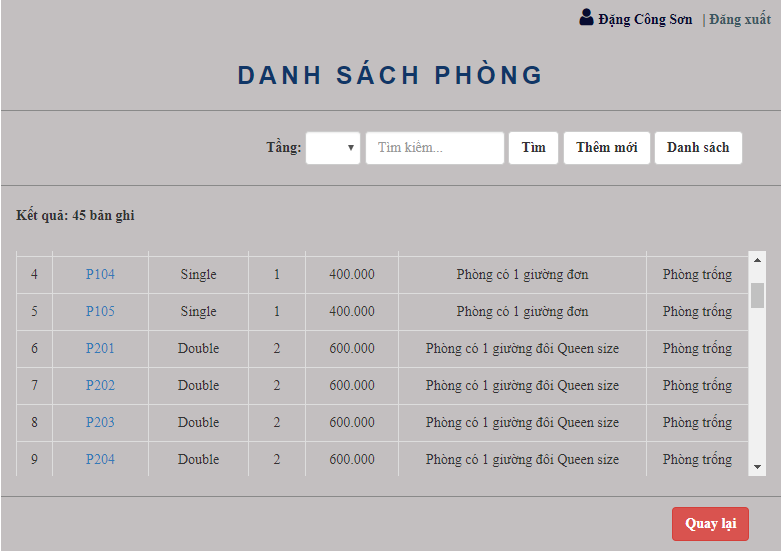 Đặng Công Sơn | Đăng xuất
DANH SÁCH PHÒNG
Tầng: Tìm kiếm... Tìm Thêm mới Danh sách
Kết quả: 45 bản ghi
4 P104 Single 1 400.000 Phòng có 1 giường đơn Phòng trống
5 P105 Single 1 400.000 Phòng có 1 giường đơn Phòng trống
6 P201 Double 2 600.000 Phòng có 1 giường đôi Queen size Phòng trống
7 P202 Double 2 600.000 Phòng có 1 giường đôi Queen size Phòng trống
8 P203 Double 2 600.000 Phòng có 1 giường đôi Queen size Phòng trống
9 P204 Double 2 600.000 Phòng có 1 giường đôi Queen size Phòng trống
Quay lại